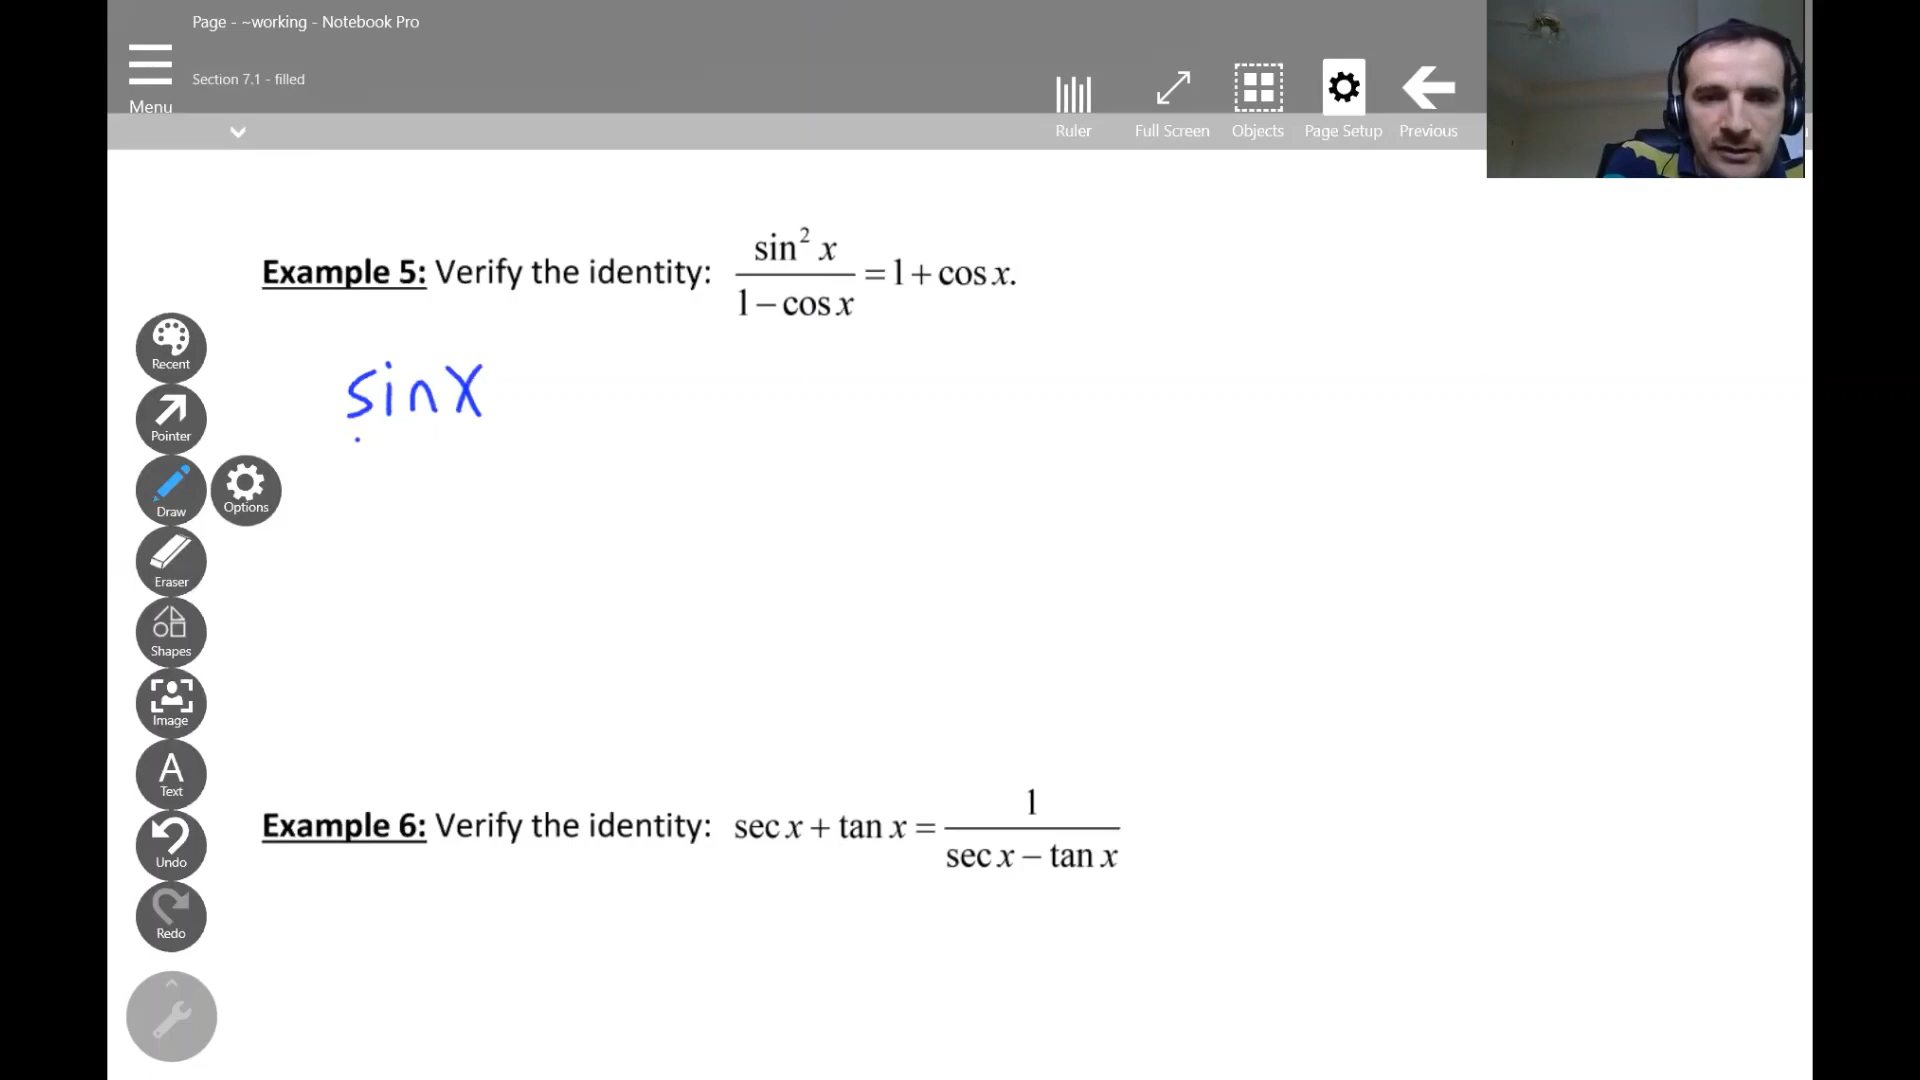 Page - ~working - Notebook Pro
Section 7.1 - filled
Menu
Ruler
Full Screen
Objects
Page Setup
Previous
Example 5: Verify the identity: sin² x / (1 − cos x) = 1 + cos x.
sin x
Recent
Pointer
Draw
Options
Eraser
Shapes
Image
A
Text
Undo
Redo
Example 6: Verify the identity: sec x + tan x = 1 / (sec x − tan x)